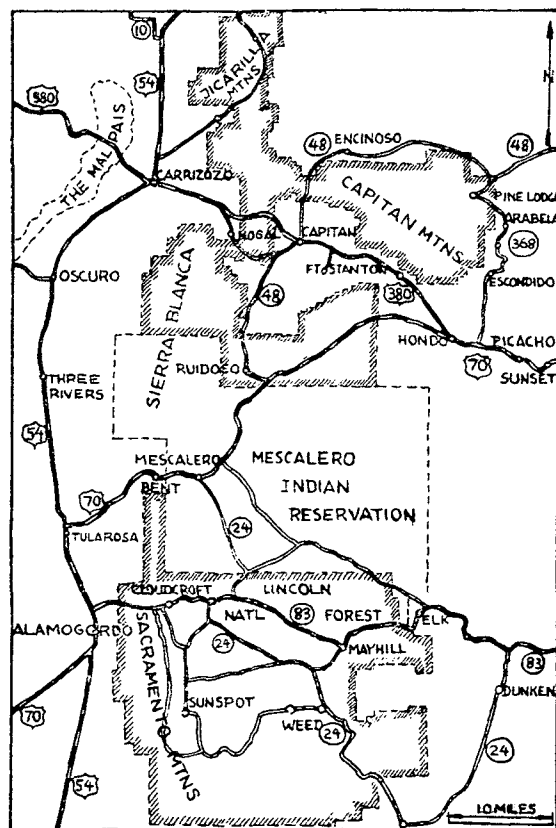 10
54
380
JICARILLA
MTNS
N
THE MAL PAIS
CARRIZOZO
48
ENCINOSO
48
CAPITAN MTNS
PINE LODGE
ARABELA
368
NOGAL
CAPITAN
FT STANTON
380
ESCONDIDO
OSCURO
SIERRA BLANCA
48
HONDO
PICACHO
70
SUNSET
RUIDOSO
THREE
RIVERS
54
MESCALERO
BENT
MESCALERO
INDIAN
RESERVATION
70
24
TULAROSA
CLOUDCROFT
LINCOLN
NATL
83
FOREST
ELK
ALAMOGORDO
SACRAMENTO
MTNS
24
MAYHILL
83
SUNSPOT
WEED
DUNKEN
70
24
24
54
10 MILES